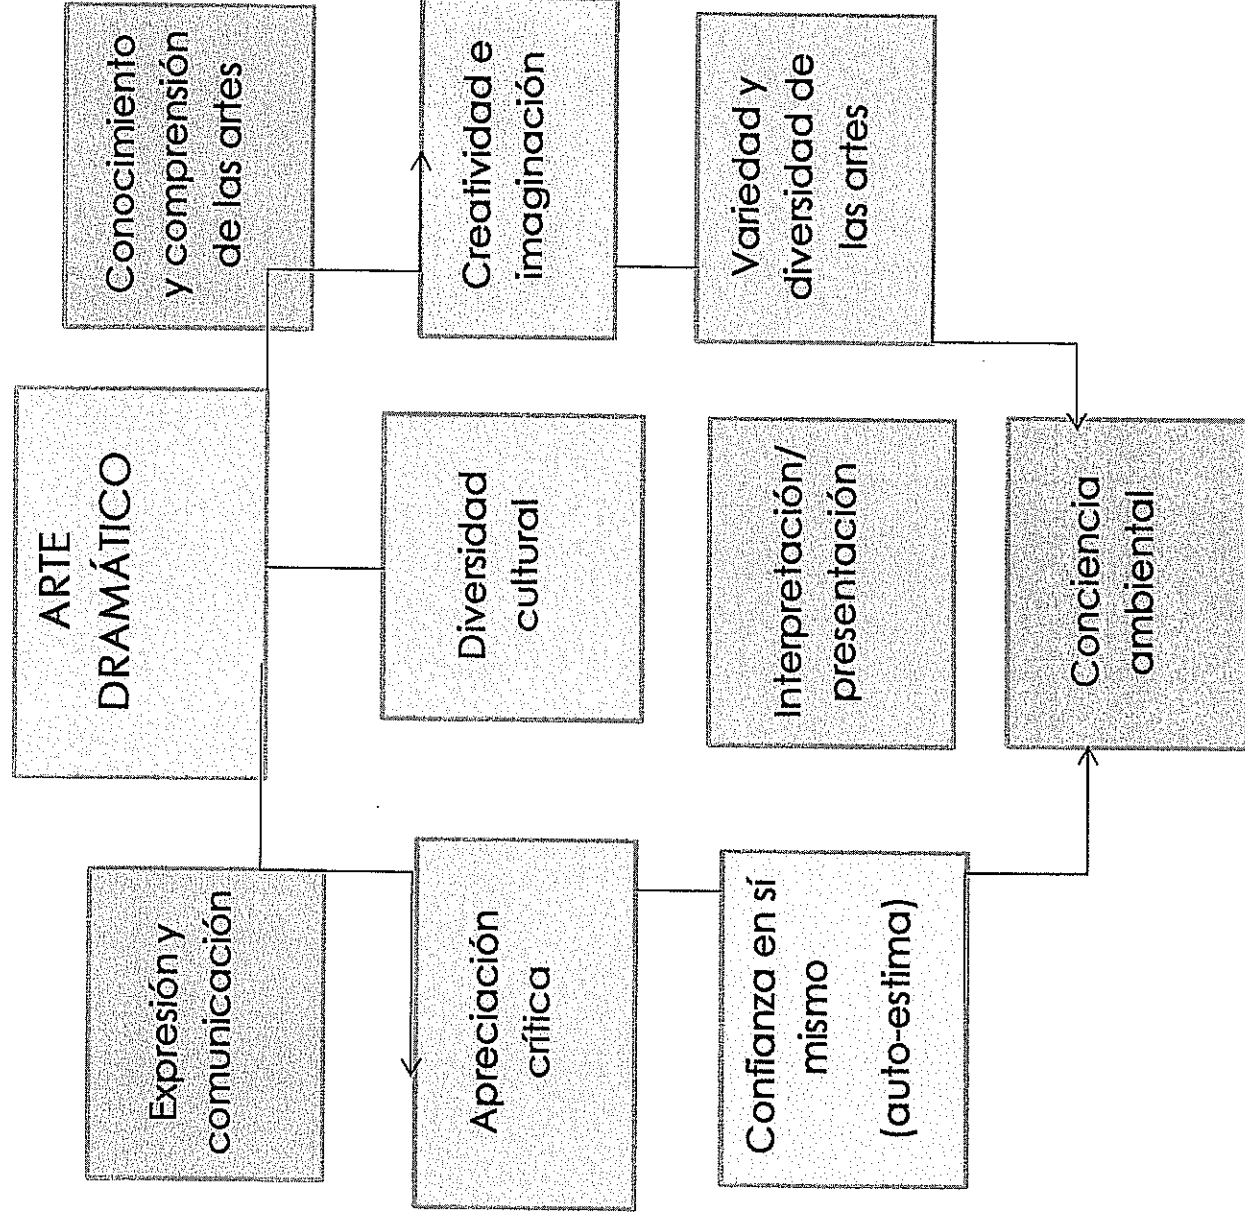 Expresión y
comunicación
ARTE
DRAMÁTICO
Conocimiento
y comprensión
de las artes
Apreciación
crítica
Diversidad
cultural
Creatividad e
imaginación
Confianza en sí
mismo
(auto-estima)
Interpretación/
presentación
Variedad y
diversidad de
las artes
Conciencia
ambiental